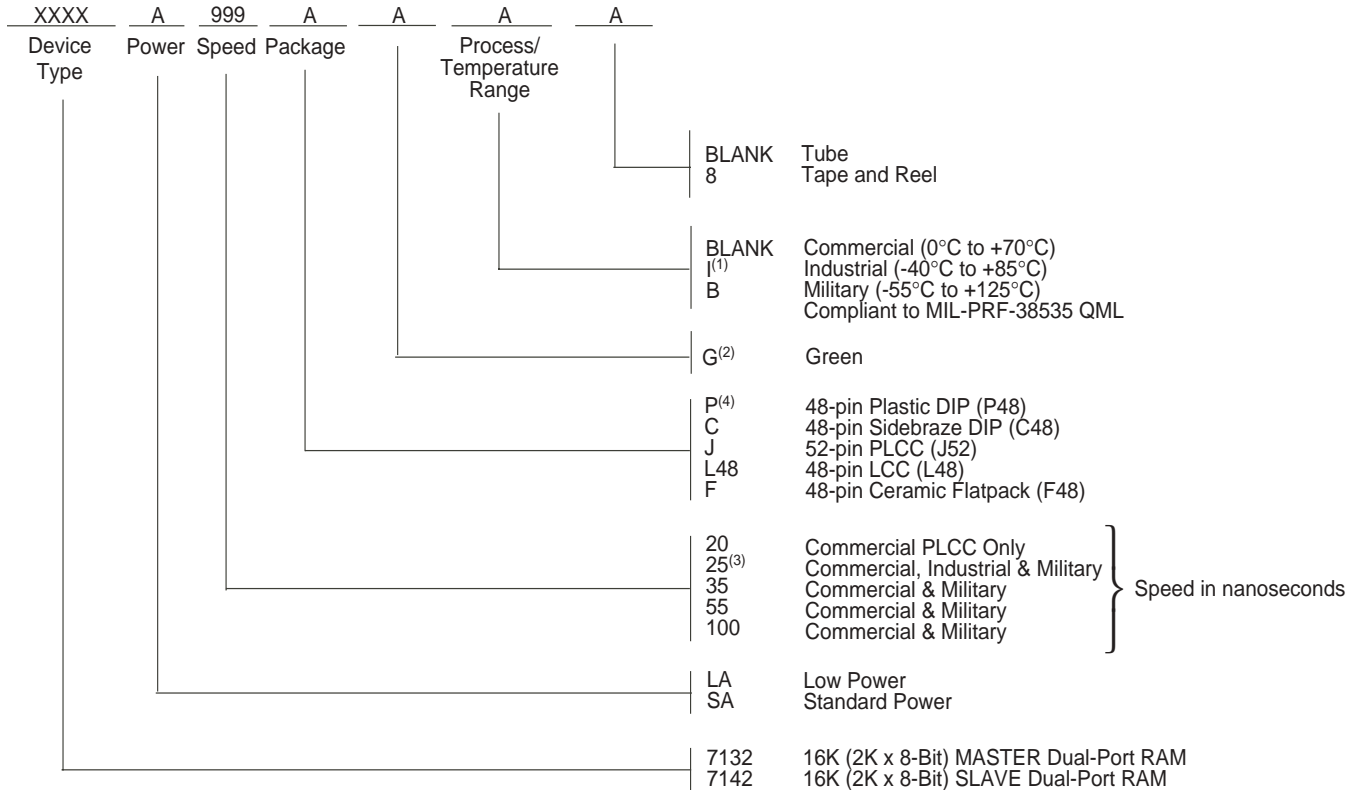 XXXX A 999 A A A A
Device Type Power Speed Package Process/ Temperature Range
BLANK Tube
8 Tape and Reel
BLANK Commercial (0°C to +70°C)
I(1) Industrial (-40°C to +85°C)
B Military (-55°C to +125°C)
Compliant to MIL-PRF-38535 QML
G(2) Green
P(4) 48-pin Plastic DIP (P48)
C 48-pin Sidebraze DIP (C48)
J 52-pin PLCC (J52)
L48 48-pin LCC (L48)
F 48-pin Ceramic Flatpack (F48)
20 Commercial PLCC Only
25(3) Commercial, Industrial & Military
35 Commercial & Military
55 Commercial & Military
100 Commercial & Military
Speed in nanoseconds
LA Low Power
SA Standard Power
7132 16K (2K x 8-Bit) MASTER Dual-Port RAM
7142 16K (2K x 8-Bit) SLAVE Dual-Port RAM